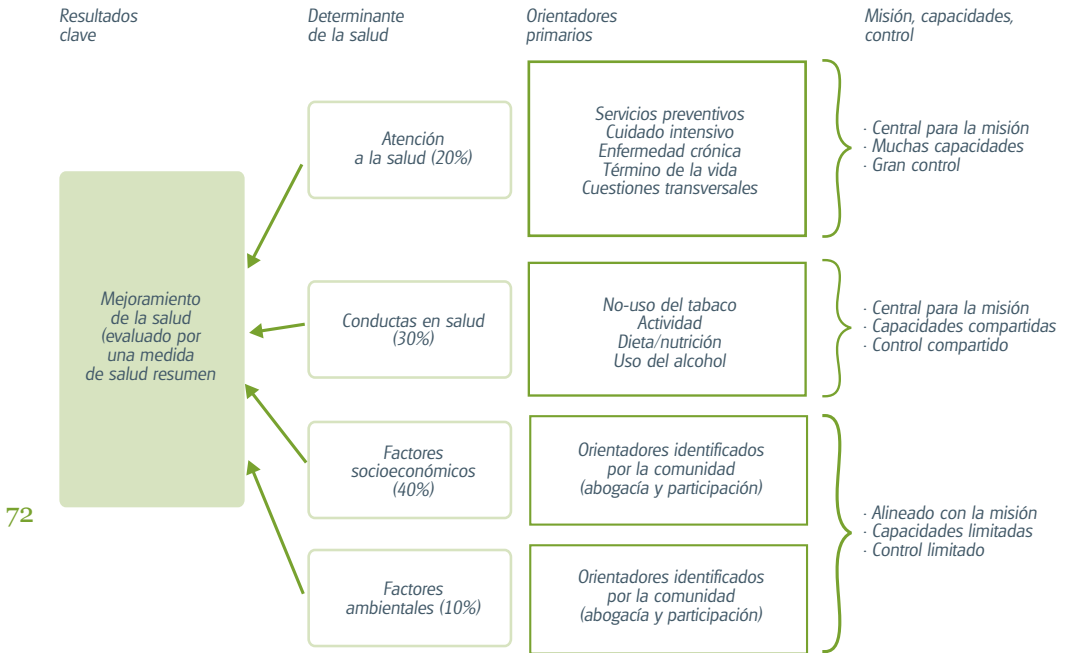 Resultados
clave
Determinante
de la salud
Orientadores
primarios
Misión, capacidades,
control
Mejoramiento
de la salud
(evaluado por
una medida
de salud resumen
Atención
a la salud (20%)
Servicios preventivos
Cuidado intensivo
Enfermedad crónica
Término de la vida
Cuestiones transversales
· Central para la misión
· Muchas capacidades
· Gran control
Conductas en salud
(30%)
No-uso del tabaco
Actividad
Dieta/nutrición
Uso del alcohol
· Central para la misión
· Capacidades compartidas
· Control compartido
Factores
socioeconómicos
(40%)
Orientadores identificados
por la comunidad
(abogacía y participación)
Factores
ambientales (10%)
Orientadores identificados
por la comunidad
(abogacía y participación)
· Alineado con la misión
· Capacidades limitadas
· Control limitado
72